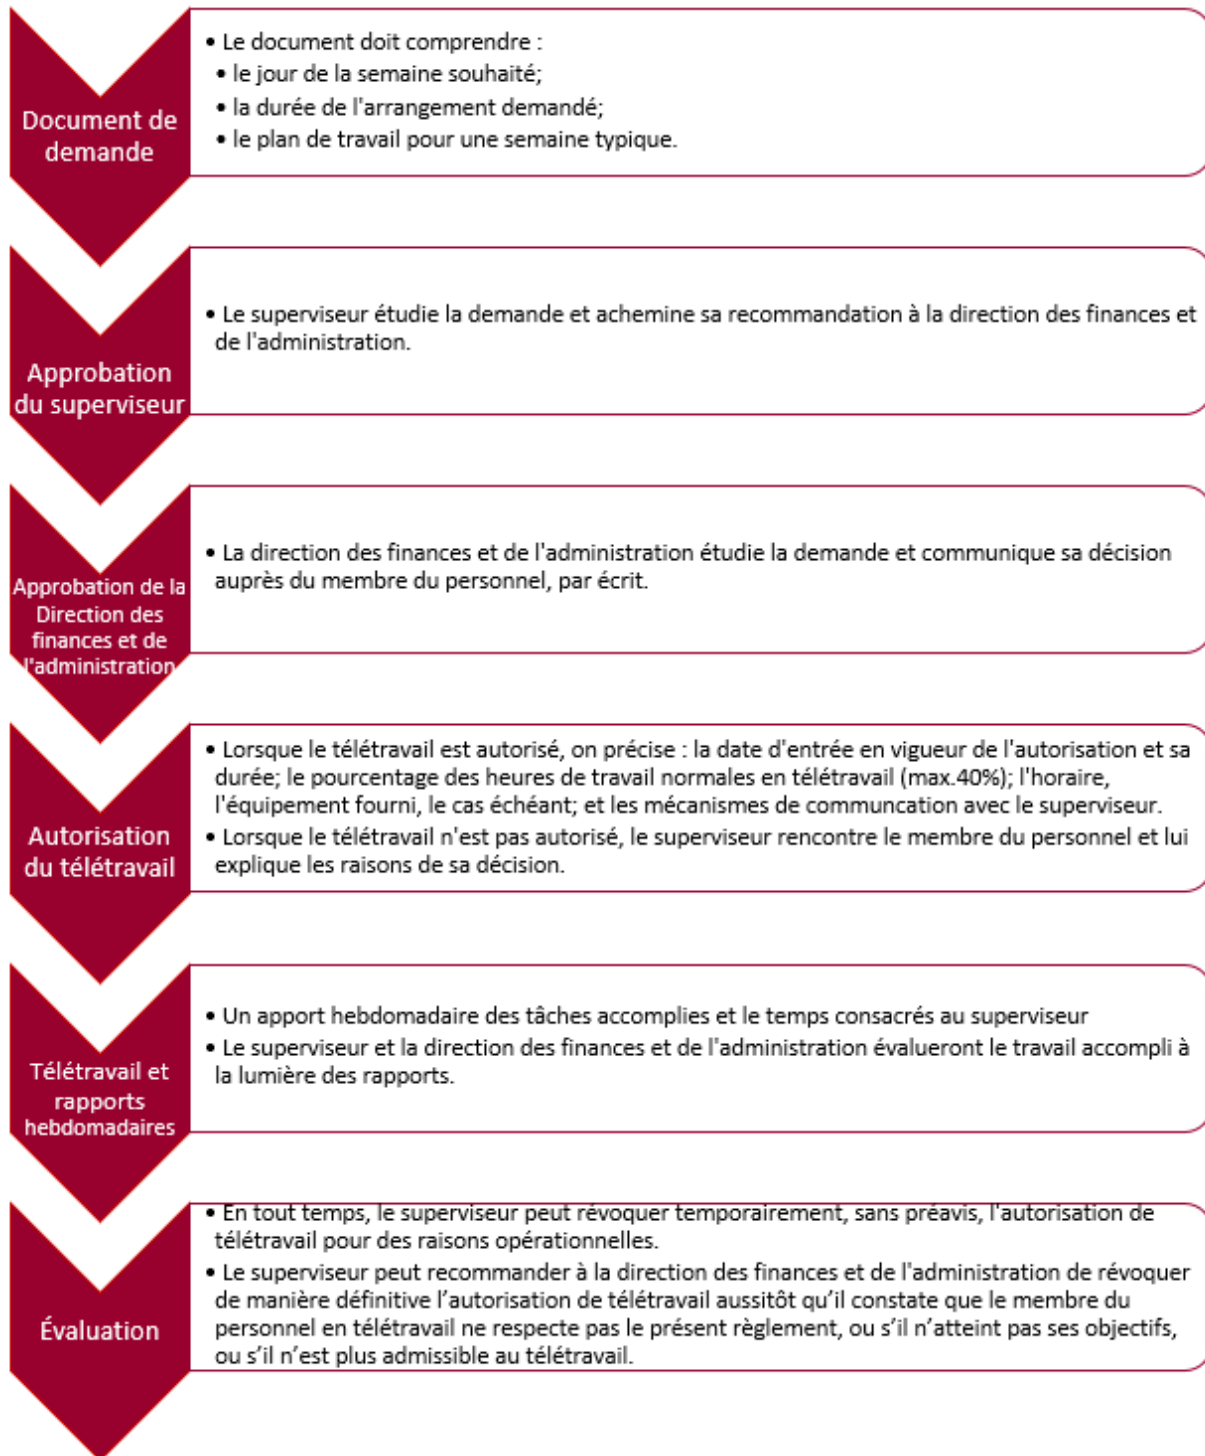 Document de
demande
• Le document doit comprendre :
• le jour de la semaine souhaité;
• la durée de l'arrangement demandé;
• le plan de travail pour une semaine typique.
Approbation
du superviseur
• Le superviseur étudie la demande et achemine sa recommandation à la direction des finances et
de l'administration.
Approbation de la
Direction des
finances et de
l'administration
• La direction des finances et de l'administration étudie la demande et communique sa décision
auprès du membre du personnel, par écrit.
Autorisation
du télétravail
• Lorsque le télétravail est autorisé, on précise : la date d'entrée en vigueur de l'autorisation et sa
durée; le pourcentage des heures de travail normales en télétravail (max.40%); l'horaire,
l'équipement fourni, le cas échéant; et les mécanismes de communcation avec le superviseur.
• Lorsque le télétravail n'est pas autorisé, le superviseur rencontre le membre du personnel et lui
explique les raisons de sa décision.
Télétravail et
rapports
hebdomadaires
• Un apport hebdomadaire des tâches accomplies et le temps consacrés au superviseur
• Le superviseur et la direction des finances et de l'administration évalueront le travail accompli à
la lumière des rapports.
Évaluation
• En tout temps, le superviseur peut révoquer temporairement, sans préavis, l'autorisation de
télétravail pour des raisons opérationnelles.
• Le superviseur peut recommander à la direction des finances et de l'administration de révoquer
de manière définitive l’autorisation de télétravail aussitôt qu’il constate que le membre du
personnel en télétravail ne respecte pas le présent règlement, ou s’il n’atteint pas ses objectifs,
ou s’il n’est plus admissible au télétravail.